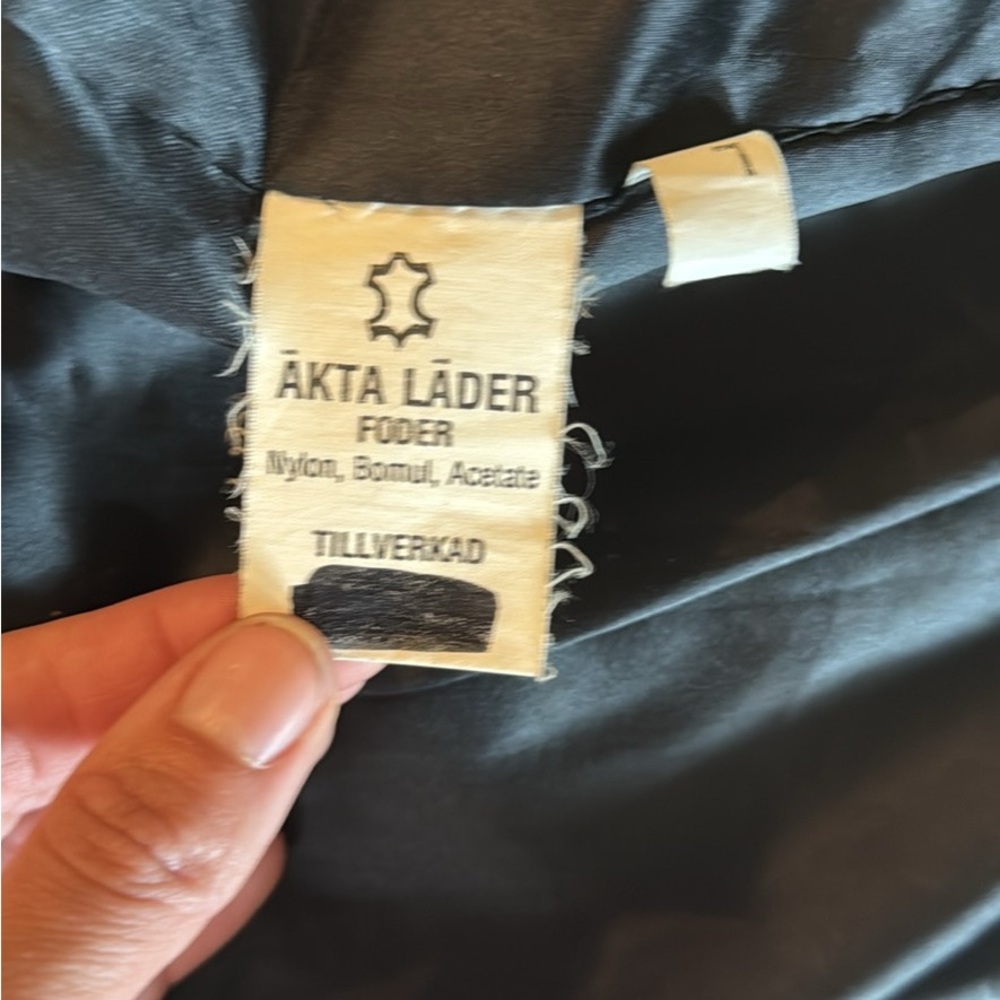 ÄKTA LÄDER
FODER
Nylon, Bomul, Acetate
TILLVERKAD